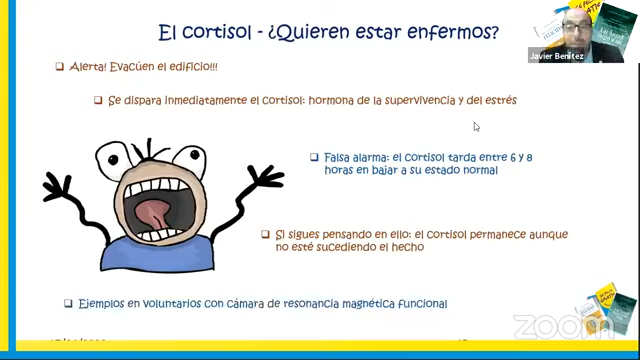 El cortisol - ¿Quieren estar enfermos?
Javier Benítez
Alerta! Evacúen el edificio!!!
Se dispara inmediatamente el cortisol: hormona de la supervivencia y del estrés
Falsa alarma: el cortisol tarda entre 6 y 8
horas en bajar a su estado normal
Si sigues pensando en ello: el cortisol permanece aunque
no esté sucediendo el hecho
Ejemplos en voluntarios con cámara de resonancia magnética funcional
zoom